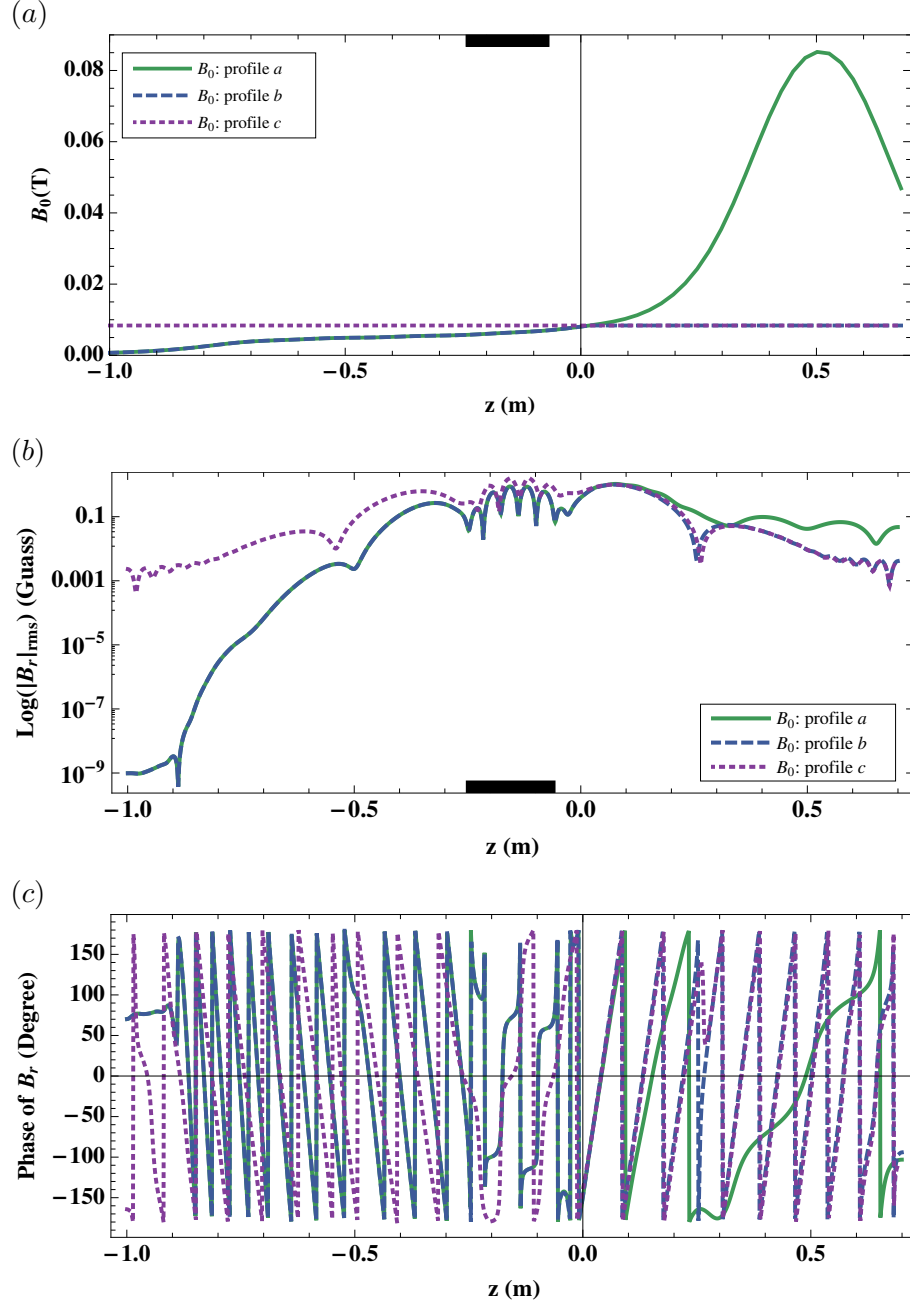 (a)
B₀(T)
0.08
0.06
0.04
0.02
0.00
B₀: profile a
B₀: profile b
B₀: profile c
−1.0 −0.5 0.0 0.5
z (m)
(b)
Log(|Bᵣ|rms) (Guass)
0.1
0.001
10⁻⁵
10⁻⁷
10⁻⁹
B₀: profile a
B₀: profile b
B₀: profile c
−1.0 −0.5 0.0 0.5
z (m)
(c)
Phase of Bᵣ (Degree)
150
100
50
0
−50
−100
−150
−1.0 −0.5 0.0 0.5
z (m)